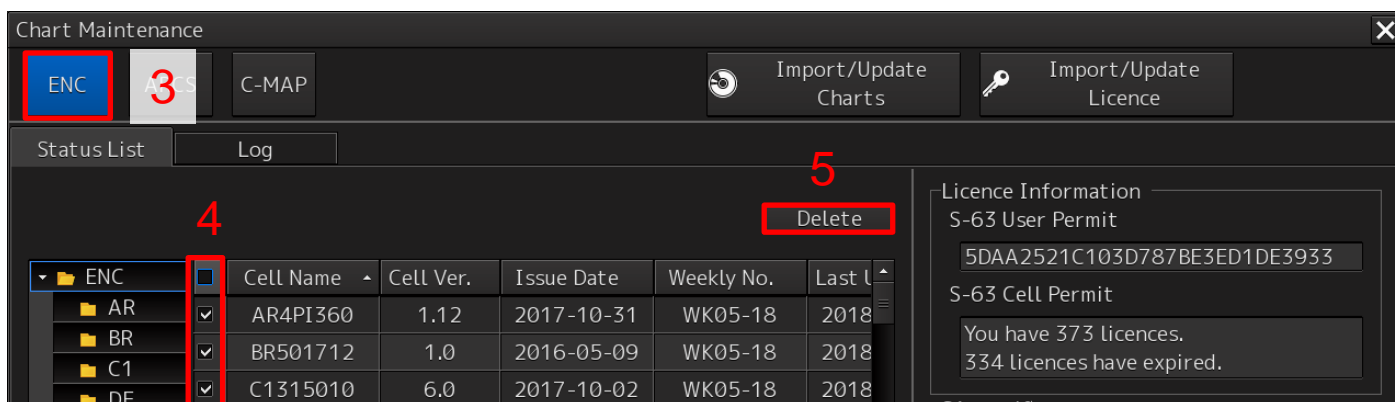 Chart Maintenance
ENC
3
C-MAP
Import/Update
Charts
Import/Update
Licence
Status List
Log
5
4
Delete
Licence Information
S-63 User Permit
5DAA2521C103D787BE3ED1DE3933
ENC
Cell Name
Cell Ver.
Issue Date
Weekly No.
Last
S-63 Cell Permit
AR
AR4PI360
1.12
2017-10-31
WK05-18
2018
You have 373 licences.
334 licences have expired.
BR
BR501712
1.0
2016-05-09
WK05-18
2018
C1
C1315010
6.0
2017-10-02
WK05-18
2018
DE